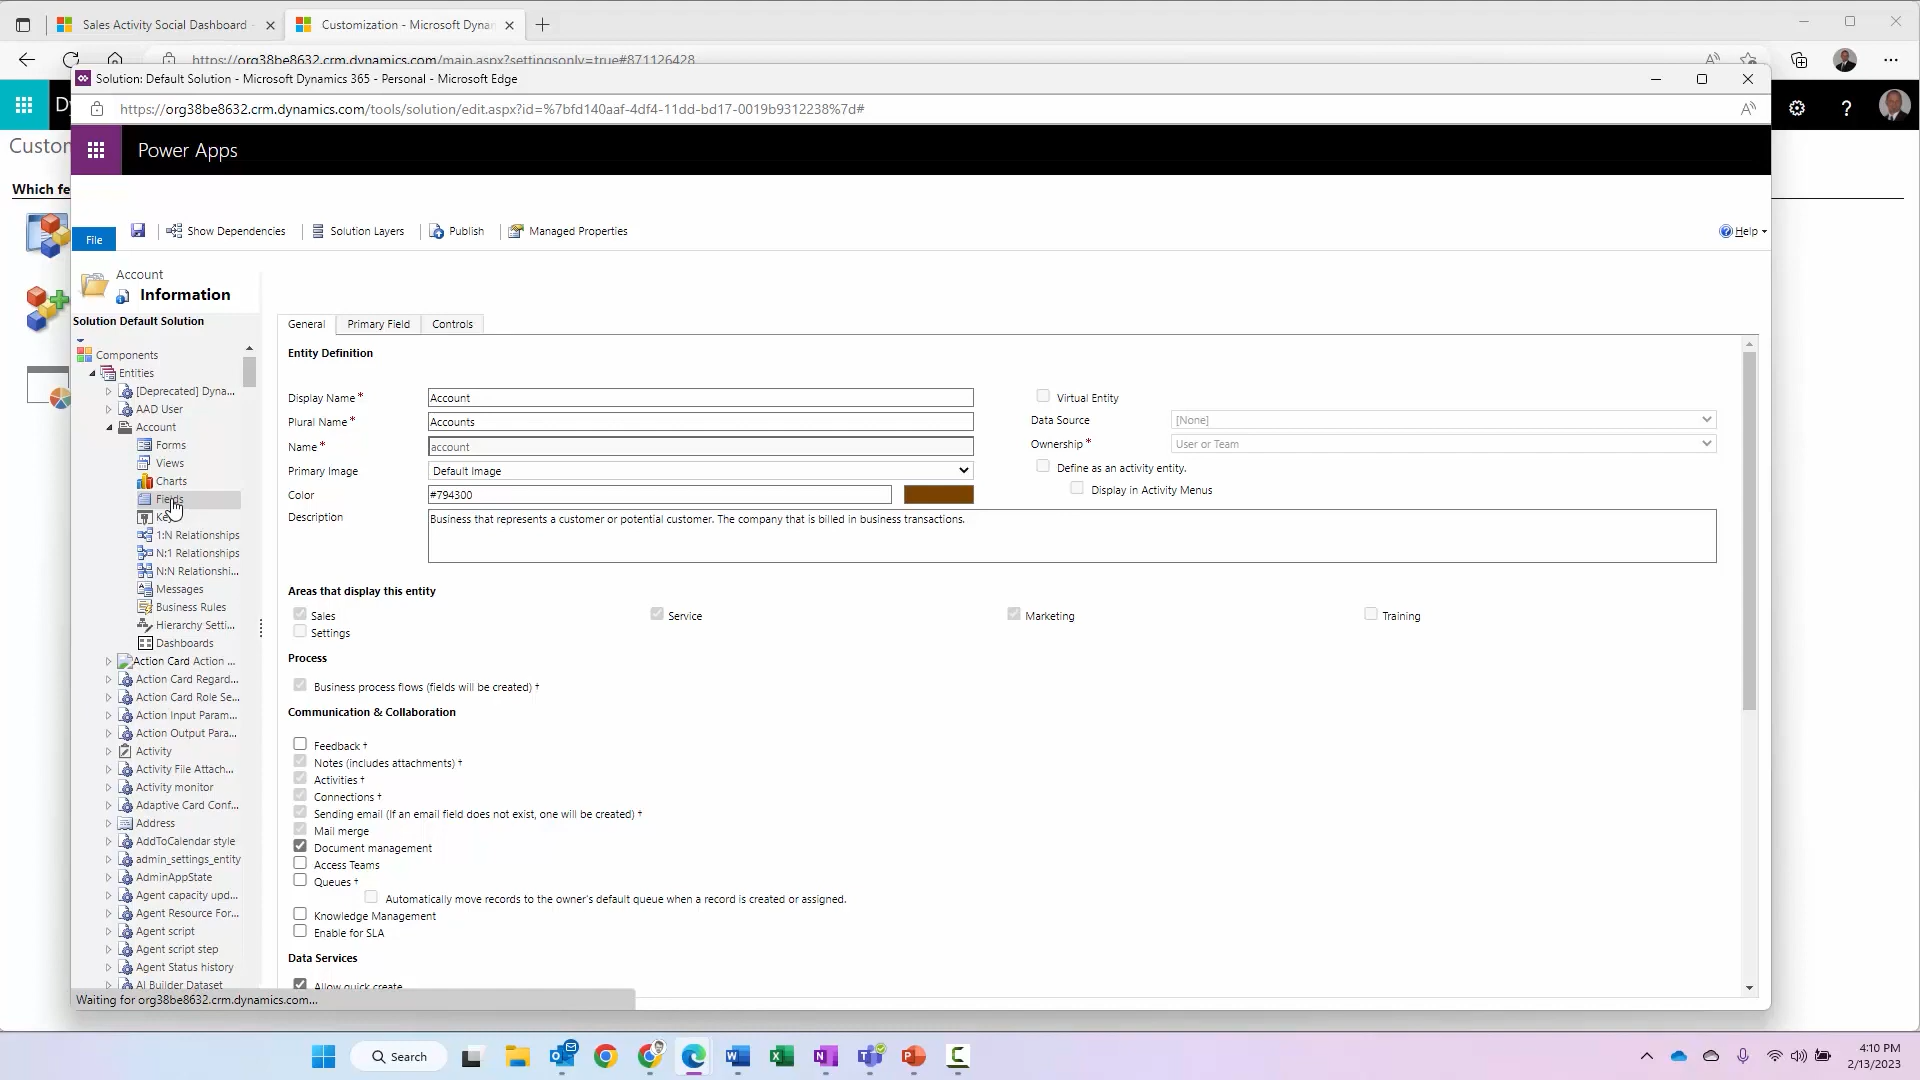 Sales Activity Social Dashboard
Customization - Microsoft Dynar
https://org38be8632.crm.dynamics.com/main.aspx?settingsonly=true#871126428
Solution: Default Solution - Microsoft Dynamics 365 - Personal - Microsoft Edge
https://org38be8632.crm.dynamics.com/tools/solution/edit.aspx?id=%7bfd140aaf-4df4-11dd-bd17-0019b9312238%7d#
Power Apps
Custor
Which fe
File
Show Dependencies
Solution Layers
Publish
Managed Properties
Help
Account
Information
Solution Default Solution
Components
Entities
[Deprecated] Dyna...
AAD User
Account
Forms
Views
Charts
Fields
1:N Relationships
N:1 Relationships
N:N Relationshi...
Messages
Business Rules
Hierarchy Setti...
Dashboards
Action Card Action ...
Action Card Regard...
Action Card Role Se...
Action Input Param...
Action Output Para...
Activity
Activity File Attach...
Activity monitor
Adaptive Card Conf...
Address
AddToCalendar style
admin_settings_entity
AdminAppState
Agent capacity upd...
Agent Resource For...
Agent script
Agent script step
Agent Status history
AI Builder Dataset
General
Primary Field
Controls
Entity Definition
Display Name *
Account
Plural Name *
Accounts
Name *
account
Primary Image
Default Image
Color
#794300
Description
Business that represents a customer or potential customer. The company that is billed in business transactions.
Virtual Entity
Data Source
[None]
Ownership *
User or Team
Define as an activity entity.
Display in Activity Menus
Areas that display this entity
Sales
Service
Marketing
Training
Settings
Process
Business process flows (fields will be created) †
Communication & Collaboration
Feedback †
Notes (includes attachments) †
Activities †
Connections †
Sending email (If an email field does not exist, one will be created) †
Mail merge
Document management
Access Teams
Queues †
Automatically move records to the owner's default queue when a record is created or assigned.
Knowledge Management
Enable for SLA
Data Services
Allow quick create
Waiting for org38be8632.crm.dynamics.com...
Search
4:10 PM
2/13/2023